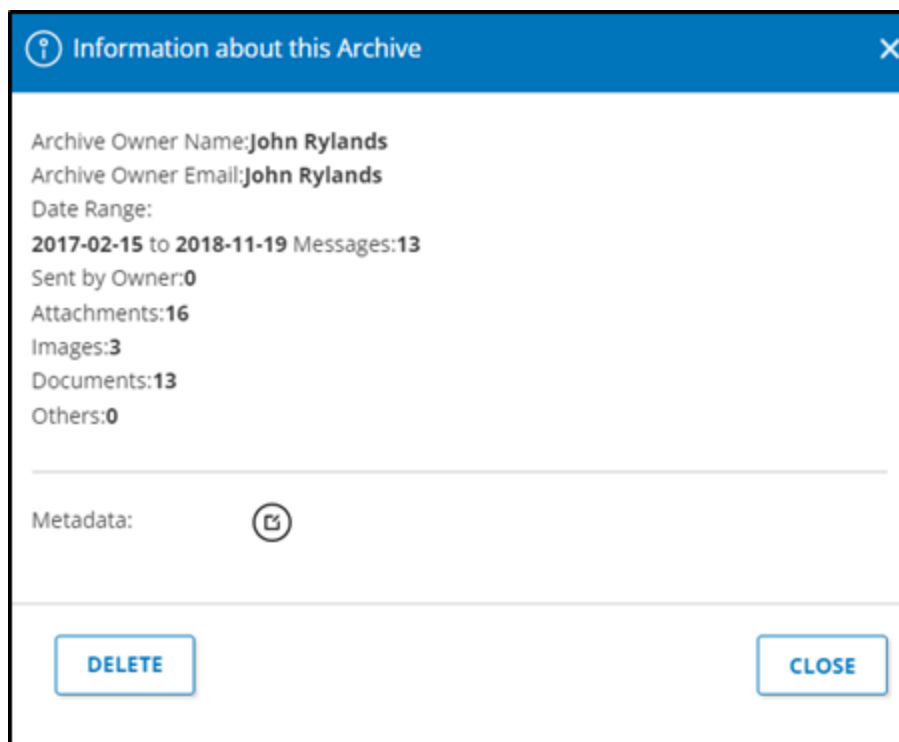 Information about this Archive
Archive Owner Name:John Rylands
Archive Owner Email:John Rylands
Date Range:
2017-02-15 to 2018-11-19 Messages:13
Sent by Owner:0
Attachments:16
Images:3
Documents:13
Others:0
Metadata:
DELETE
CLOSE